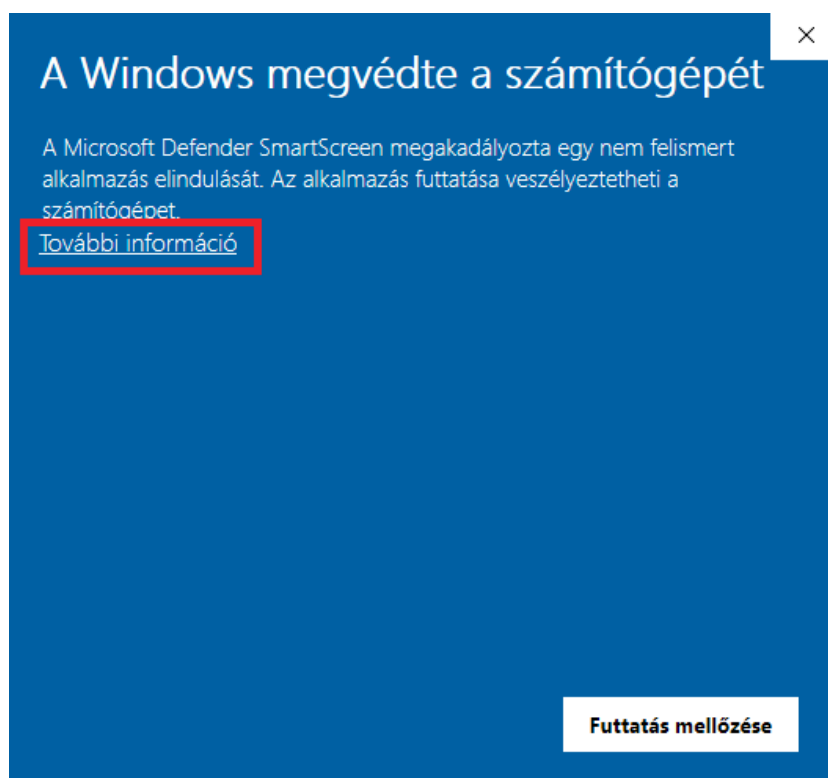 A Windows megvédte a számítógépét
A Microsoft Defender SmartScreen megakadályozta egy nem felismert
alkalmazás elindulását. Az alkalmazás futtatása veszélyeztetheti a
számítógépet.
További információ
Futtatás mellőzése